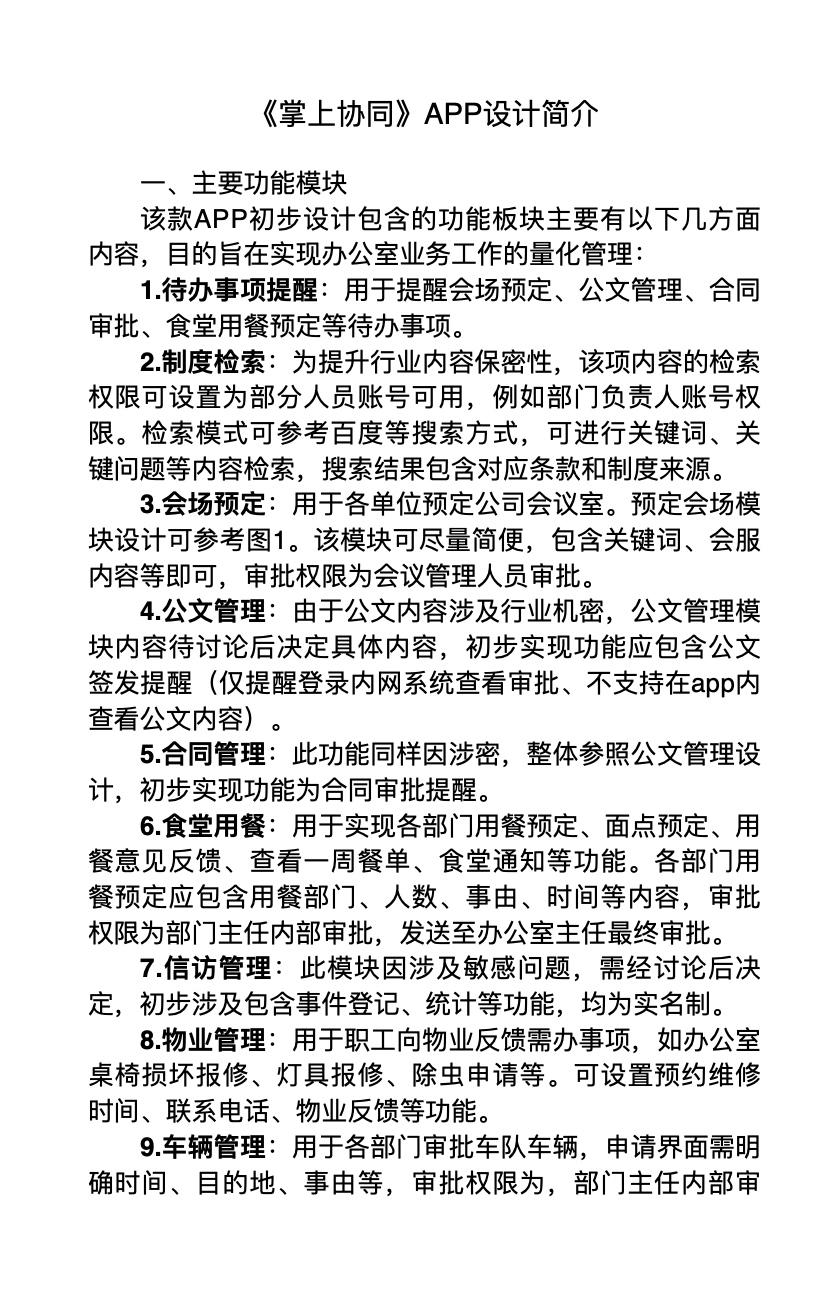 《掌上协同》APP设计简介
一、主要功能模块
该款APP初步设计包含的功能板块主要有以下几方面
内容，目的旨在实现办公室业务工作的量化管理：
1.待办事项提醒：用于提醒会场预定、公文管理、合同
审批、食堂用餐预定等待办事项。
2.制度检索：为提升行业内容保密性，该项内容的检索
权限可设置为部分人员账号可用，例如部门负责人账号权
限。检索模式可参考百度等搜索方式，可进行关键词、关
键问题等内容检索，搜索结果包含对应条款和制度来源。
3.会场预定：用于各单位预定公司会议室。预定会场模
块设计可参考图1。该模块可尽量简便，包含关键词、会服
内容等即可，审批权限为会议管理人员审批。
4.公文管理：由于公文内容涉及行业机密，公文管理模
块内容待讨论后决定具体内容，初步实现功能应包含公文
签发提醒（仅提醒登录内网系统查看审批、不支持在app内
查看公文内容）。
5.合同管理：此功能同样因涉密，整体参照公文管理设
计，初步实现功能为合同审批提醒。
6.食堂用餐：用于实现各部门用餐预定、面点预定、用
餐意见反馈、查看一周餐单、食堂通知等功能。各部门用
餐预定应包含用餐部门、人数、事由、时间等内容，审批
权限为部门主任内部审批，发送至办公室主任最终审批。
7.信访管理：此模块因涉及敏感问题，需经讨论后决
定，初步涉及包含事件登记、统计等功能，均为实名制。
8.物业管理：用于职工向物业反馈需办事项，如办公室
桌椅损坏报修、灯具报修、除虫申请等。可设置预约维修
时间、联系电话、物业反馈等功能。
9.车辆管理：用于各部门审批车队车辆，申请界面需明
确时间、目的地、事由等，审批权限为，部门主任内部审